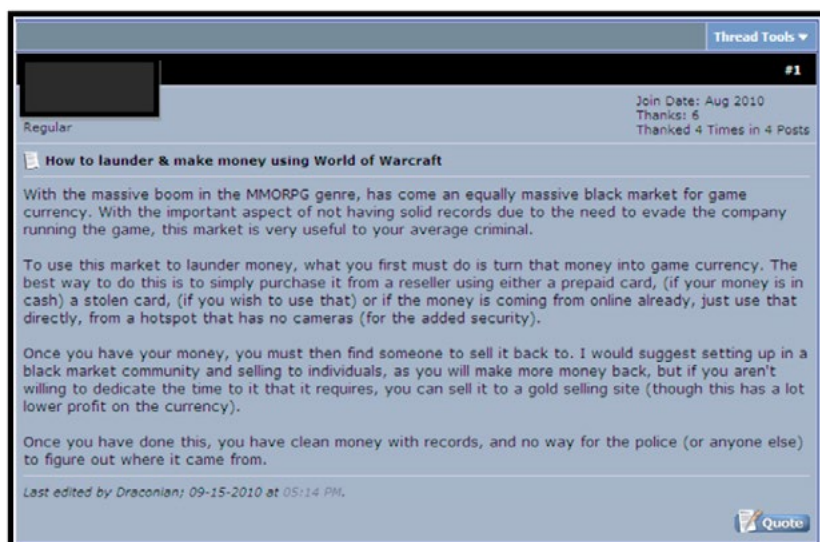 Thread Tools
#1
Join Date: Aug 2010
Thanks: 6
Regular
Thanked 4 Times in 4 Posts
How to launder & make money using World of Warcraft
With the massive boom in the MMORPG genre, has come an equally massive black market for game
currency. With the important aspect of not having solid records due to the need to evade the company
running the game, this market is very useful to your average criminal.
To use this market to launder money, what you first must do is turn that money into game currency. The
best way to do this is to simply purchase it from a reseller using either a prepaid card, (if your money is in
cash) a stolen card, (if you wish to use that) or if the money is coming from online already, just use that
directly, from a hotspot that has no cameras (for the added security).
Once you have your money, you must then find someone to sell it back to. I would suggest setting up in a
black market community and selling to individuals, as you will make more money back, but if you aren't
willing to dedicate the time to it that it requires, you can sell it to a gold selling site (though this has a lot
lower profit on the currency).
Once you have done this, you have clean money with records, and no way for the police (or anyone else)
to figure out where it came from.
Last edited by Draconian; 09-15-2010 at 05:14 PM.
Quote